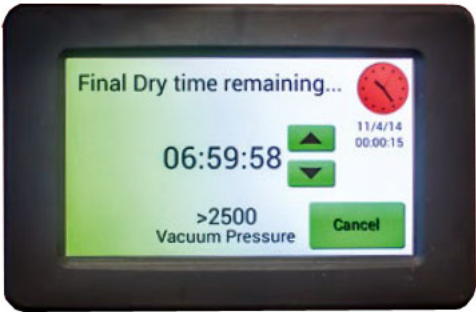 Final Dry time remaining...
11/4/14
00:00:15
06:59:58
>2500
Vacuum Pressure
Cancel